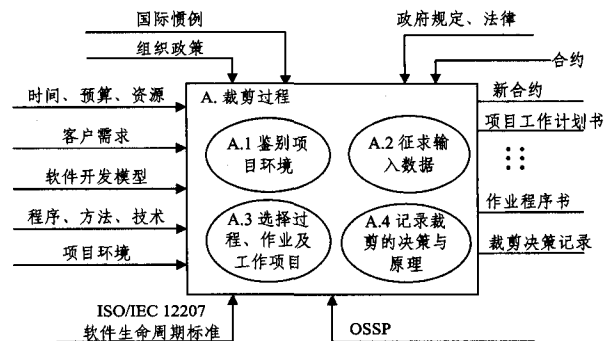 国际惯例
政府规定、法律
组织政策
合约
时间、预算、资源
A. 裁剪过程
新合约
项目工作计划书
客户需求
A.1 鉴别项
目环境
A.2 征求输
入数据
软件开发模型
作业程序书
程序、方法、技术
A.3 选择过
程、作业及
工作项目
A.4 记录裁
剪的决策与
原理
项目环境
裁剪决策记录
ISO/IEC 12207
软件生命周期标准
OSSP